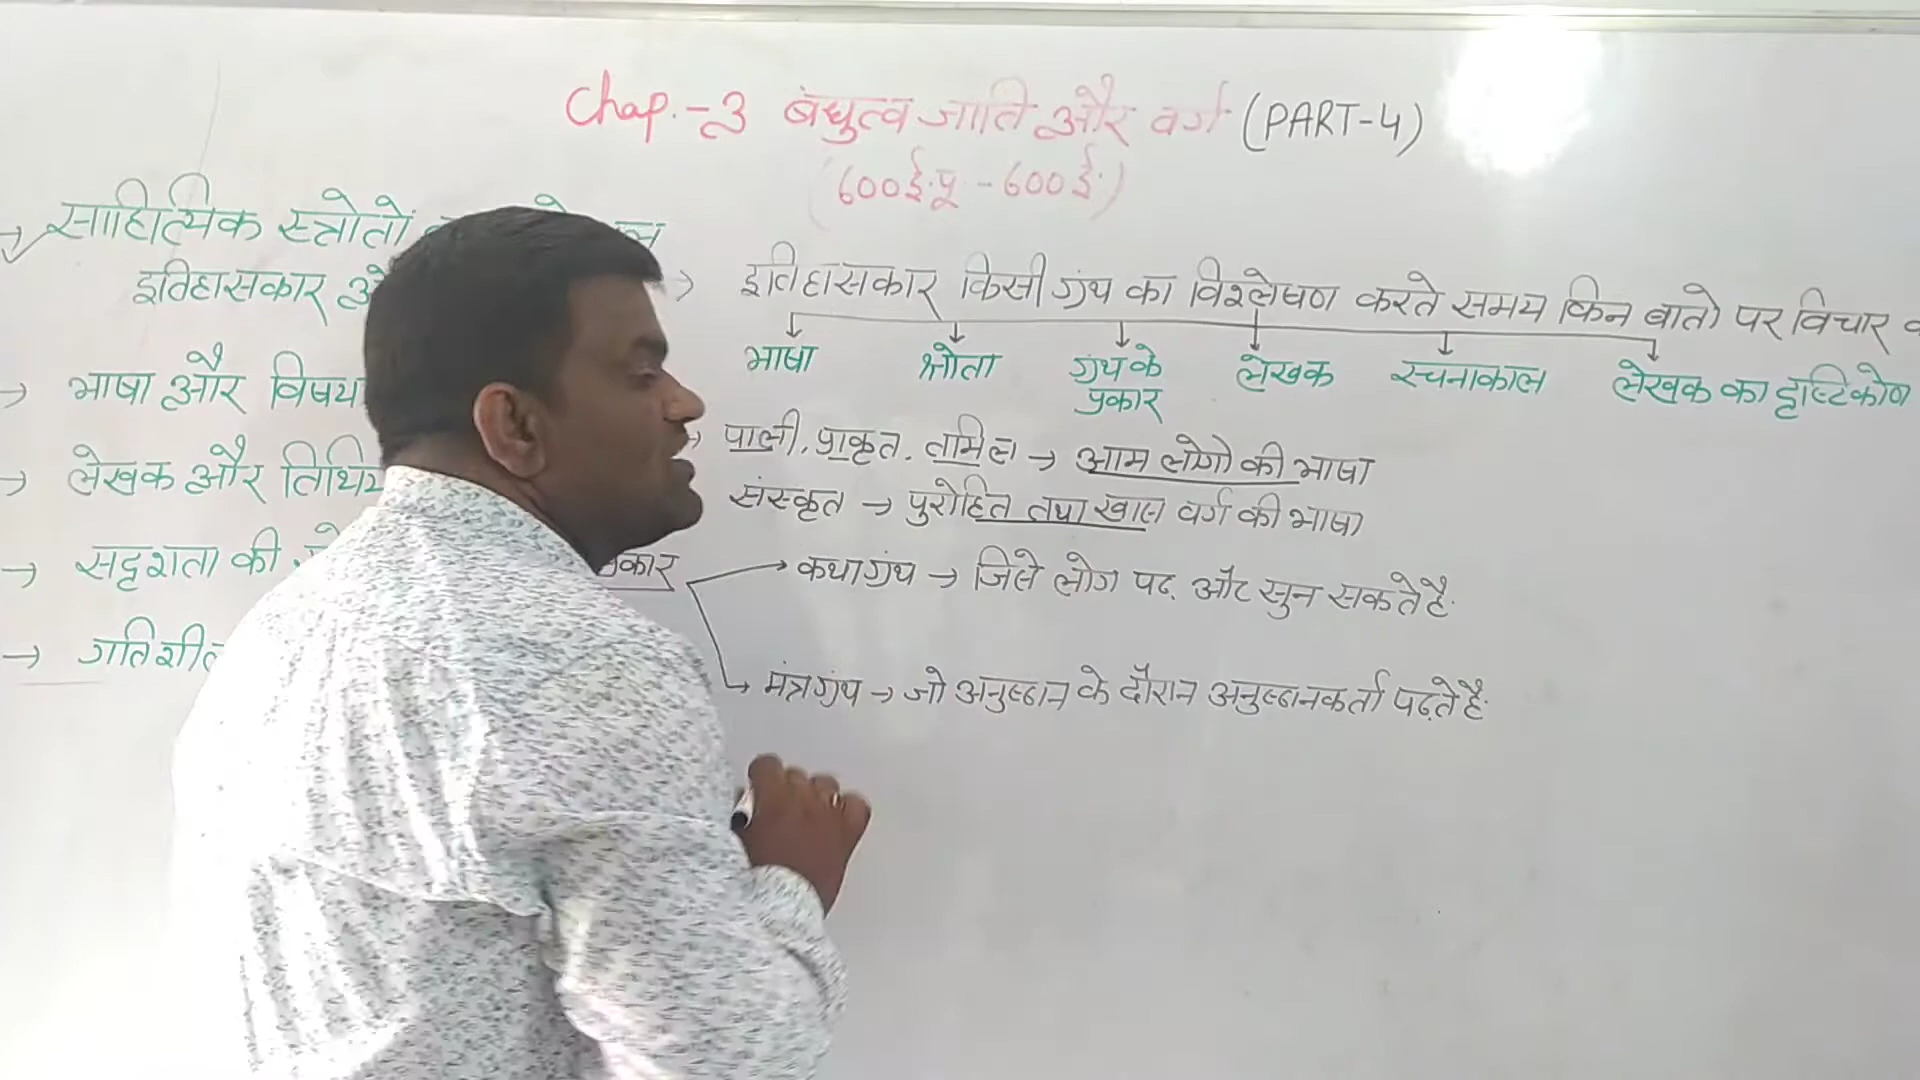 Chap.-3 बंधुत्व जाति और वर्ग (PART-4)
(600ई.पू. - 600ई.)
→ साहित्यिक स्त्रोतों
इतिहासकार
→ भाषा और विषय
→ लेखक और
→ सदृशता की
→
→ इतिहासकार किसी ग्रंथ का विश्लेषण करते समय किन बातो पर विचार
भाषा श्रोता ग्रंथ के प्रकार लेखक रचनाकाल लेखक का दृष्टिकोण
पाली, प्राकृत, तमिल → आम लोगो की भाषा
संस्कृत → पुरोहित तथा खास वर्ग की भाषा
कथाग्रंथ → जिसे लोग पढ़ और सुन सकते है.
मंत्रग्रंथ → जो अनुष्ठान के दौरान अनुष्ठानकर्ता पढ़ते है.